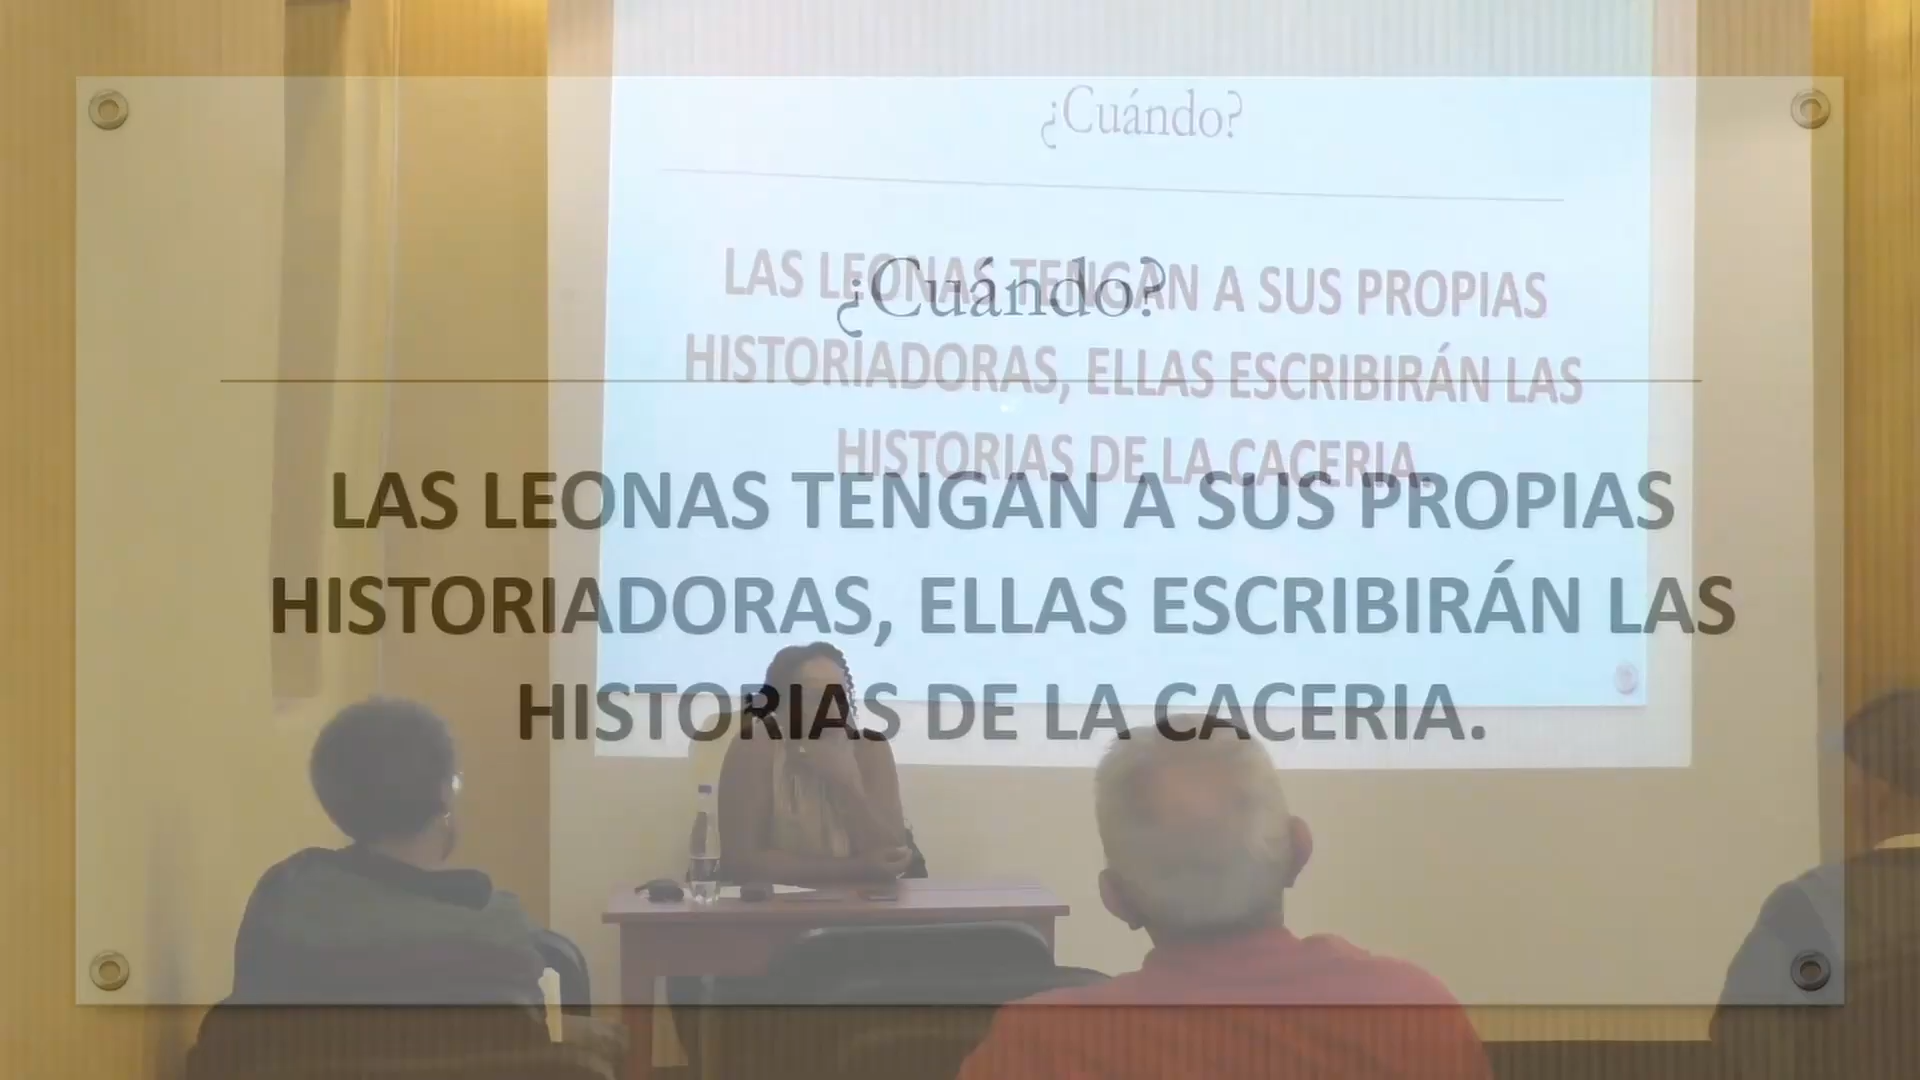 ¿Cuándo?
LAS LEONAS TENGAN A SUS PROPIAS
HISTORIADORAS, ELLAS ESCRIBIRÁN LAS
HISTORIAS DE LA CACERIA.
¿Cuándo?
LAS LEONAS TENGAN A SUS PROPIAS
HISTORIADORAS, ELLAS ESCRIBIRÁN LAS
HISTORIAS DE LA CACERIA.